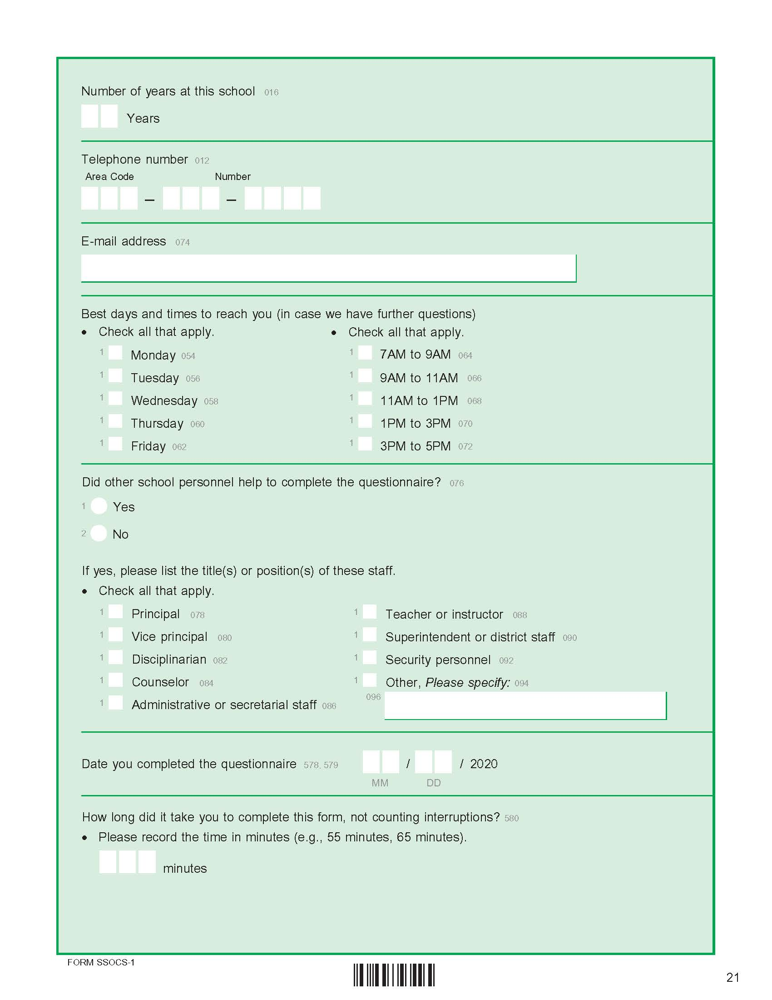 Number of years at this school 016
Years
Telephone number 012
Area Code Number
– –
E-mail address 074
Best days and times to reach you (in case we have further questions)
• Check all that apply.
1 Monday 054
1 Tuesday 056
1 Wednesday 058
1 Thursday 060
1 Friday 062
• Check all that apply.
1 7AM to 9AM 064
1 9AM to 11AM 066
1 11AM to 1PM 068
1 1PM to 3PM 070
1 3PM to 5PM 072
Did other school personnel help to complete the questionnaire? 076
1 Yes
2 No
If yes, please list the title(s) or position(s) of these staff.
• Check all that apply.
1 Principal 078
1 Vice principal 080
1 Disciplinarian 082
1 Counselor 084
1 Administrative or secretarial staff 086
1 Teacher or instructor 088
1 Superintendent or district staff 090
1 Security personnel 092
1 Other, Please specify: 094
096
Date you completed the questionnaire 578, 579 / / 2020
MM DD
How long did it take you to complete this form, not counting interruptions? 580
• Please record the time in minutes (e.g., 55 minutes, 65 minutes).
minutes
FORM SSOCS-1
21